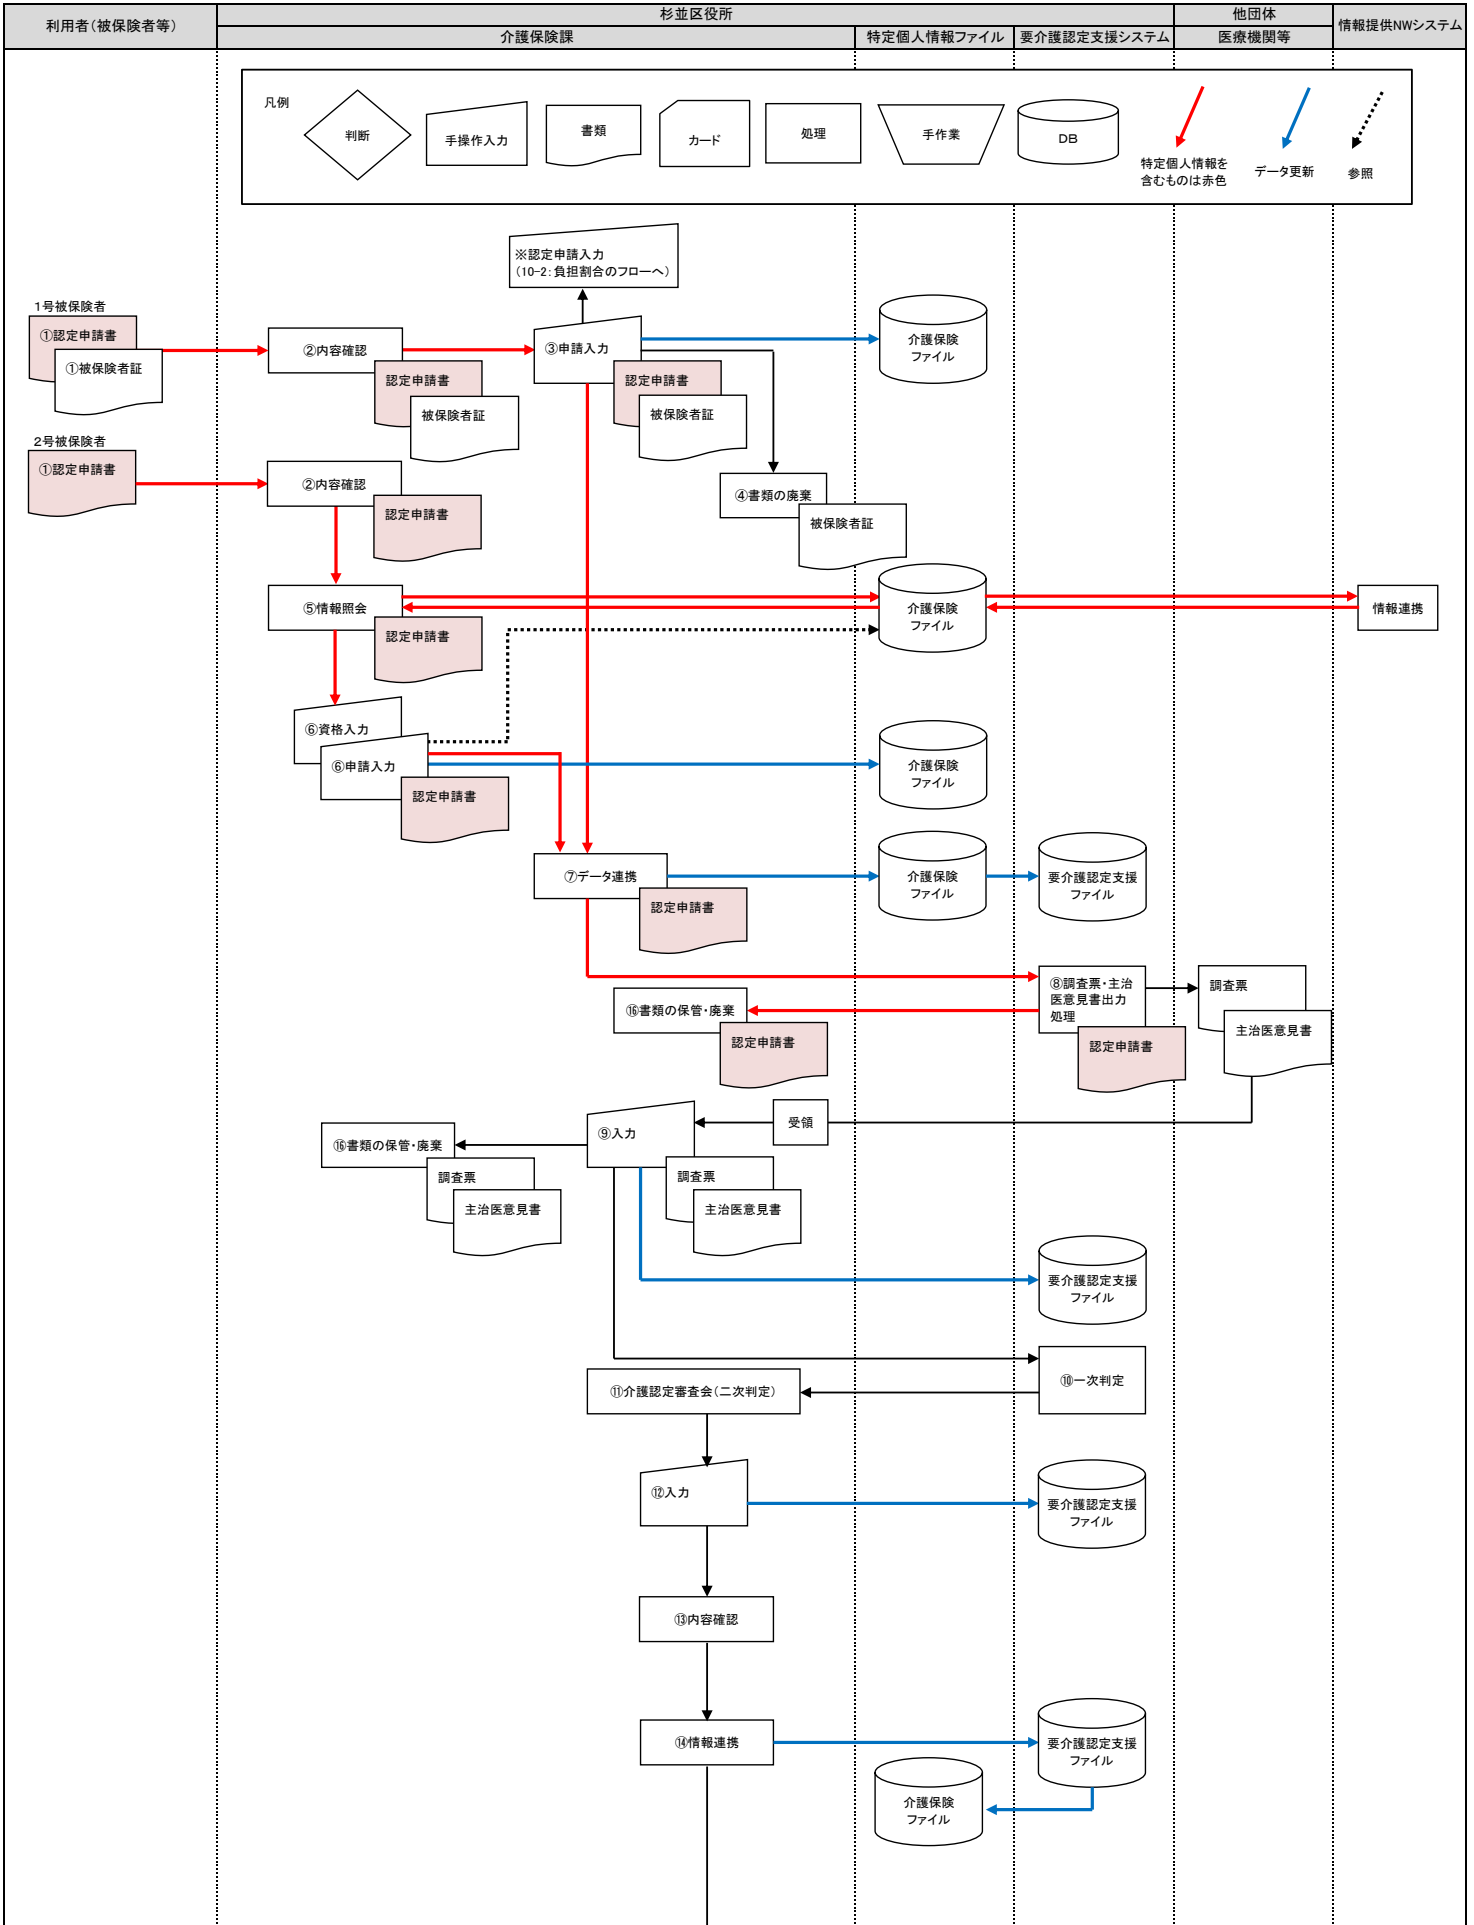 利用者（被保険者等）
杉並区役所
他団体
情報提供NWシステム
介護保険課
特定個人情報ファイル
要介護認定支援システム
医療機関等
凡例
判断
手操作入力
書類
カード
処理
手作業
DB
特定個人情報を
含むものは赤色
データ更新
参照
※認定申請入力
（10-2：負担割合のフローへ）
1号被保険者
①認定申請書
①被保険者証
②内容確認
認定申請書
被保険者証
③申請入力
認定申請書
被保険者証
介護保険
ファイル
2号被保険者
①認定申請書
②内容確認
認定申請書
④書類の廃棄
被保険者証
⑤情報照会
認定申請書
介護保険
ファイル
情報連携
⑥資格入力
⑥申請入力
認定申請書
介護保険
ファイル
⑦データ連携
認定申請書
介護保険
ファイル
要介護認定支援
ファイル
⑯書類の保管・廃棄
認定申請書
⑧調査票・主治
医意見書出力
処理
認定申請書
調査票
主治医意見書
⑯書類の保管・廃棄
調査票
主治医意見書
⑨入力
調査票
主治医意見書
受領
要介護認定支援
ファイル
⑩一次判定
⑪介護認定審査会（二次判定）
⑫入力
要介護認定支援
ファイル
⑬内容確認
⑭情報連携
要介護認定支援
ファイル
介護保険
ファイル